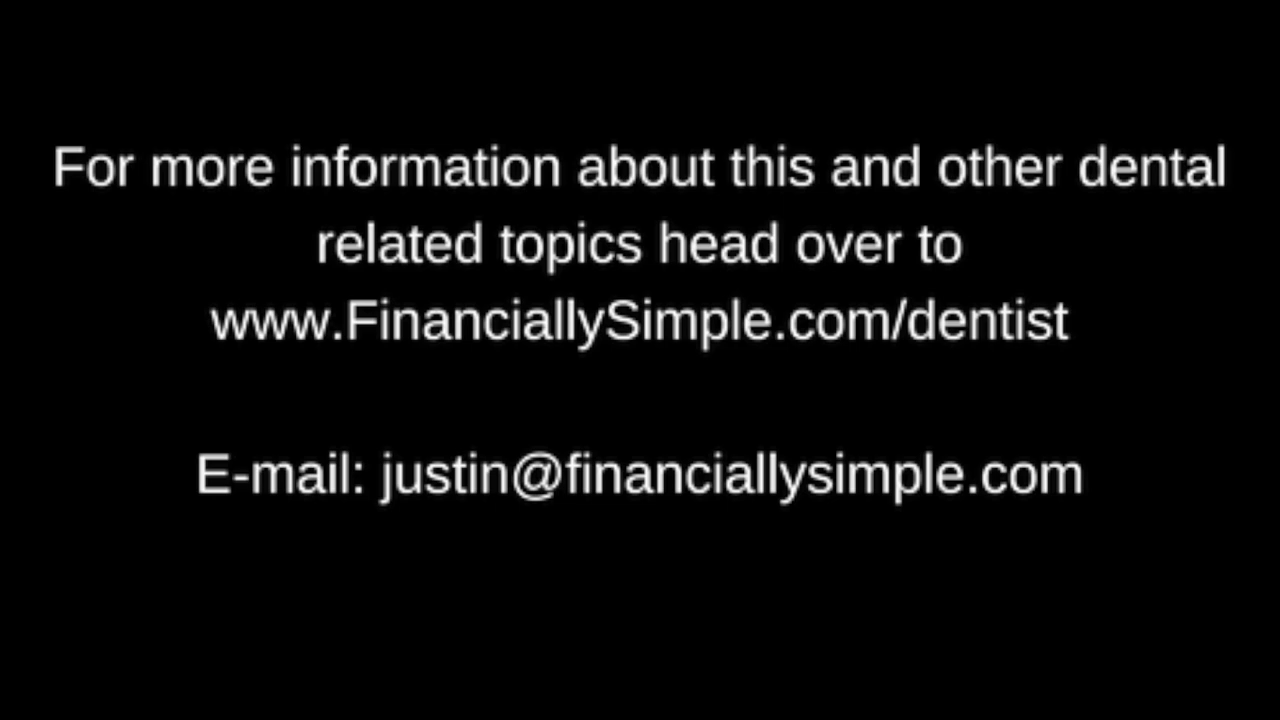 For more information about this and other dental
related topics head over to
www.FinanciallySimple.com/dentist
E-mail: justin@financiallysimple.com